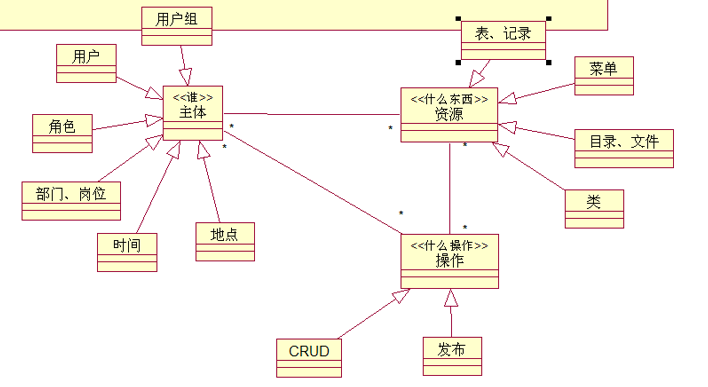 用户组
表、记录
用户
菜单
<<谁>>
主体
<<什么东西>>
资源
角色
*
*
目录、文件
*
*
部门、岗位
类
*
*
时间
地点
<<什么操作>>
操作
CRUD
发布